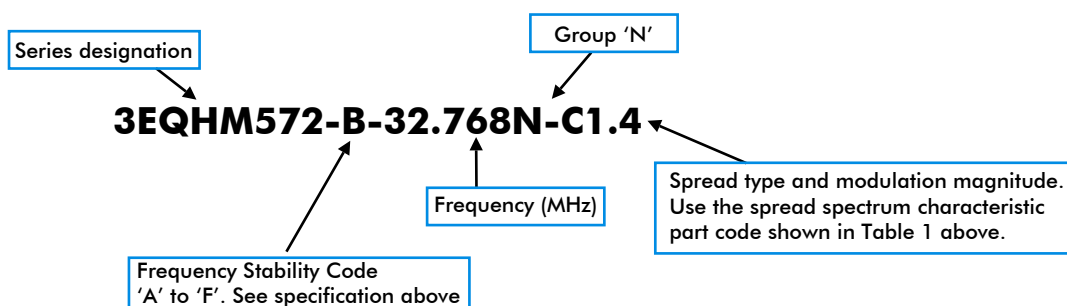 Group ‘N’
Series designation
3EQHM572-B-32.768N-C1.4
Spread type and modulation magnitude.
Use the spread spectrum characteristic
part code shown in Table 1 above.
Frequency (MHz)
Frequency Stability Code
‘A’ to ‘F’. See specification above